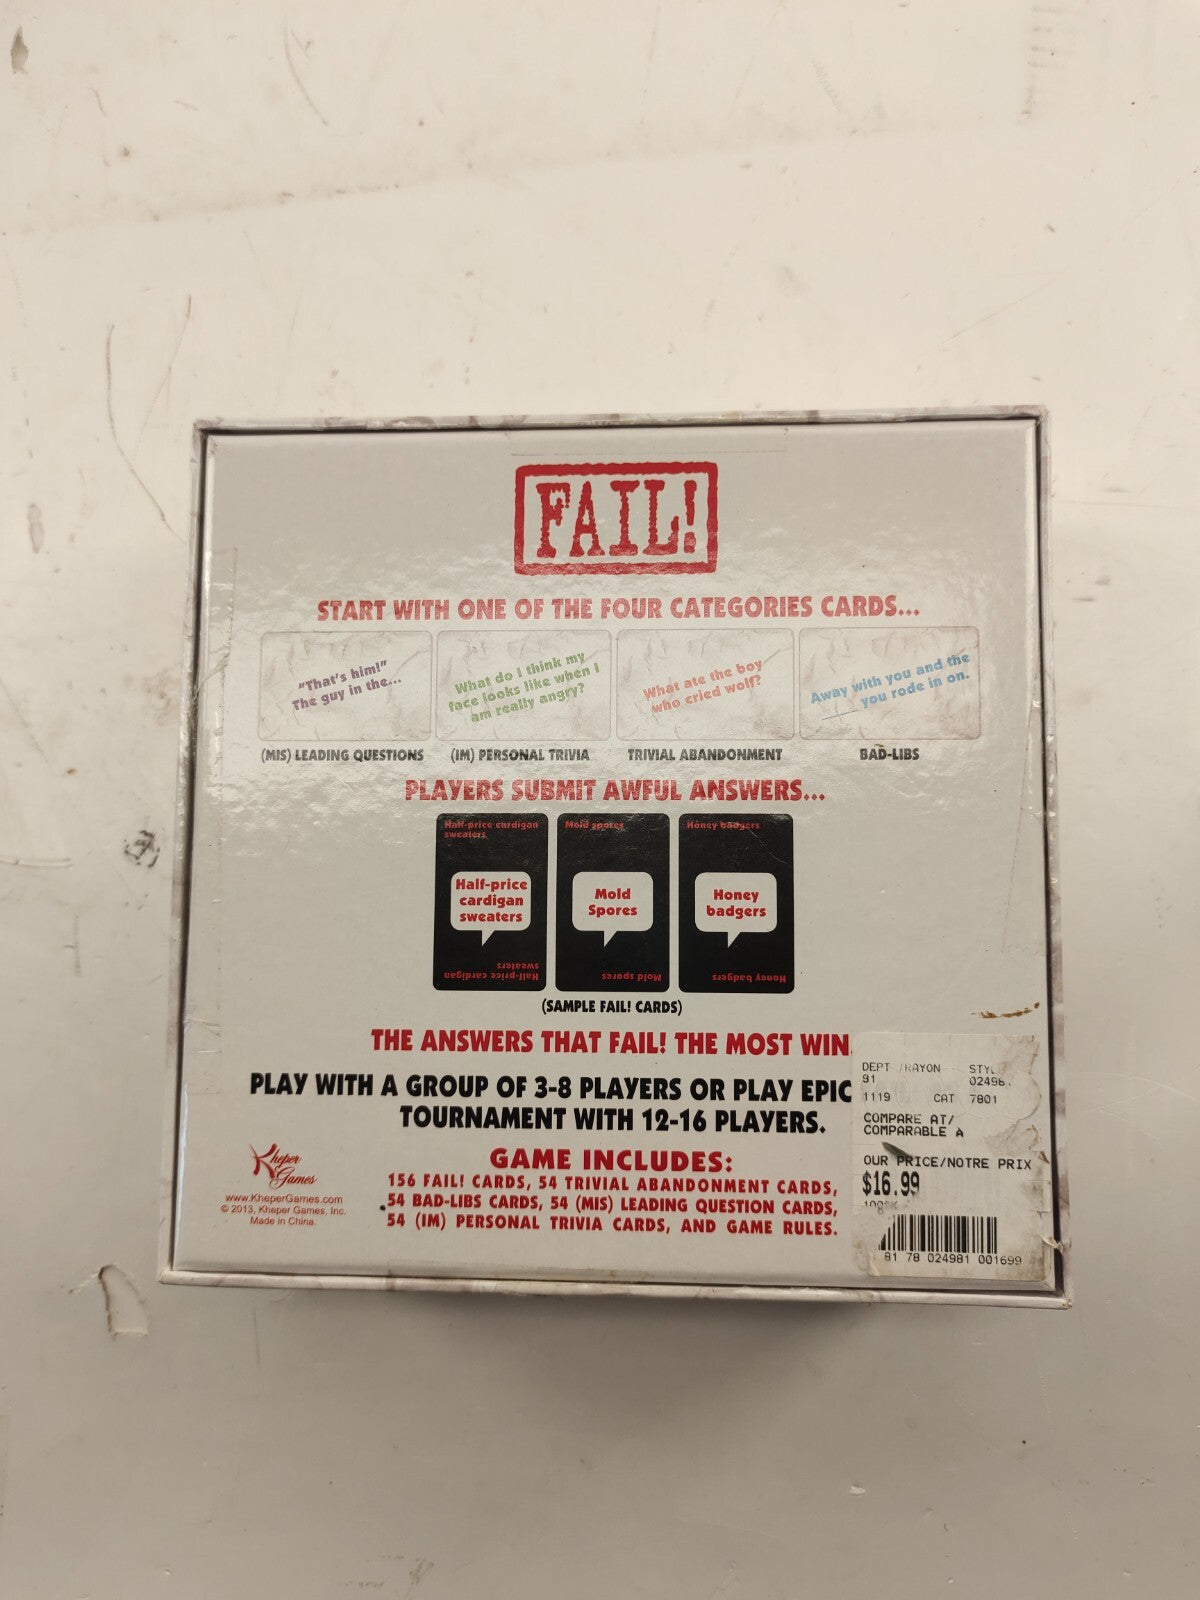 FAIL!
START WITH ONE OF THE FOUR CATEGORIES CARDS...
"That's him!"
The guy in the...
What do I think my
face looks like when I
am really angry?
What ate the boy
who cried wolf?
Away with you and the
____ you rode in on.
(MIS) LEADING QUESTIONS
(IM) PERSONAL TRIVIA
TRIVIAL ABANDONMENT
BAD-LIBS
PLAYERS SUBMIT AWFUL ANSWERS...
Half-price cardigan
sweaters
Half-price
cardigan
sweaters
Half-price cardigan
sweaters
Mold spores
Mold
Spores
Mold spores
Honey badgers
Honey
badgers
Honey badgers
(SAMPLE FAIL! CARDS)
THE ANSWERS THAT FAIL! THE MOST WIN.
PLAY WITH A GROUP OF 3-8 PLAYERS OR PLAY EPIC
TOURNAMENT WITH 12-16 PLAYERS.
GAME INCLUDES:
156 FAIL! CARDS, 54 TRIVIAL ABANDONMENT CARDS,
54 BAD-LIBS CARDS, 54 (MIS) LEADING QUESTION CARDS,
54 (IM) PERSONAL TRIVIA CARDS, AND GAME RULES.
Kheper
Games
www.KheperGames.com
© 2013, Kheper Games, Inc.
Made in China.
DEPT /RAYON
91
1119 CAT 7801
COMPARE AT/
COMPARABLE A
OUR PRICE/NOTRE PRIX
$16.99
81 78 024981 001699